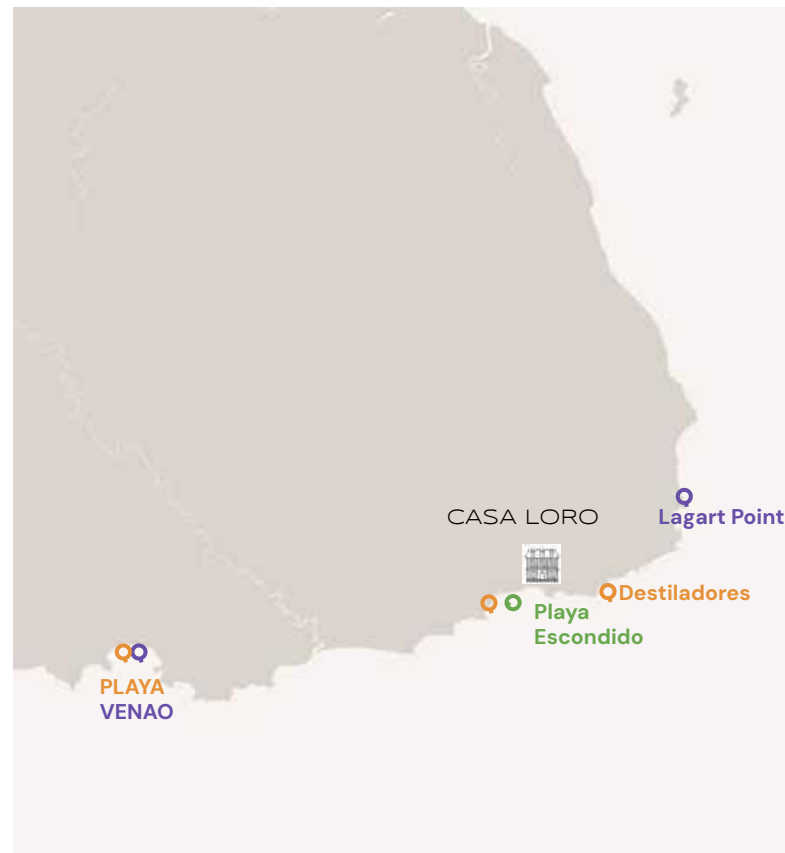 CASA LORO
Lagart Point
Destiladores
Playa
Escondido
PLAYA
VENAO